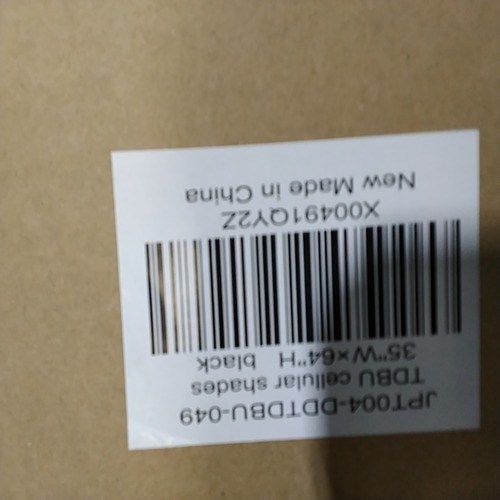 JPT004-DDTDBU-049
TDBU cellular shades
35"W×64"H black
X00491QY2Z
New Made in China